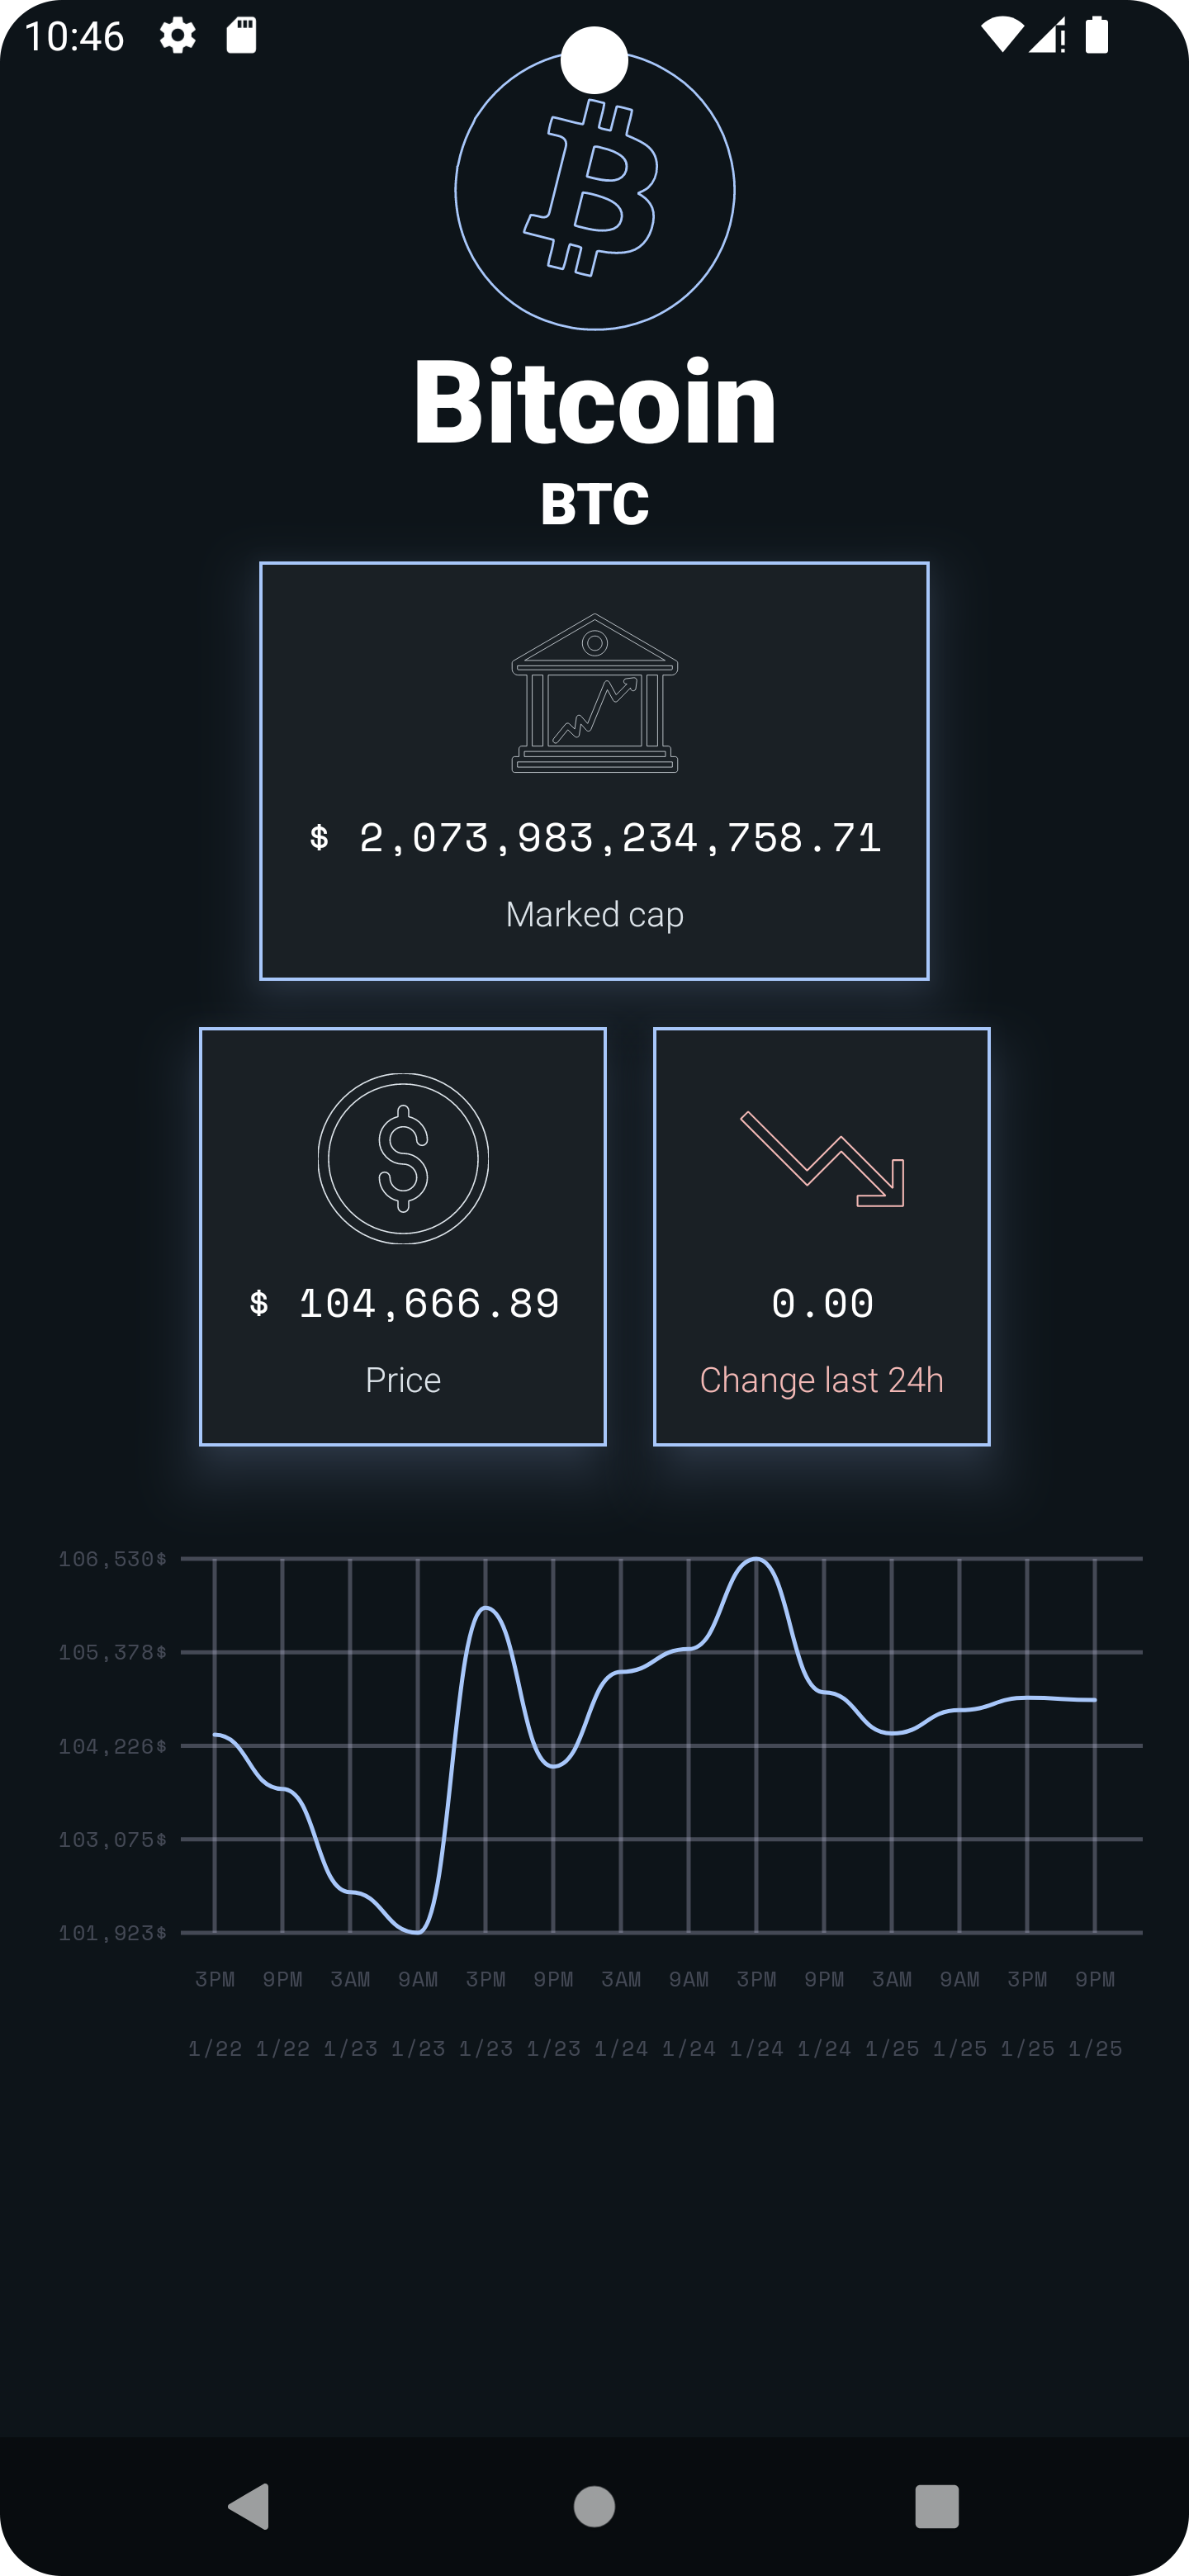 10:46
Bitcoin
BTC
$ 2,073,983,234,758.71
Marked cap
$ 104,666.89
Price
0.00
Change last 24h
106,530$
105,378$
104,226$
103,075$
101,923$
3PM 9PM 3AM 9AM 3PM 9PM 3AM 9AM 3PM 9PM 3AM 9AM 3PM 9PM
1/22 1/22 1/23 1/23 1/23 1/23 1/24 1/24 1/24 1/24 1/25 1/25 1/25 1/25